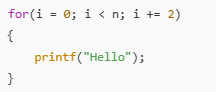 for(i = 0; i < n; i += 2)
{
    printf("Hello");
}